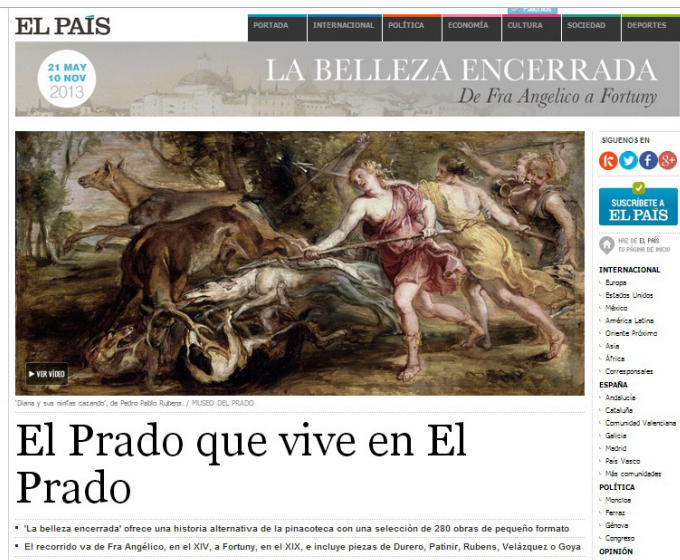 EL PAÍS
PORTADA
INTERNACIONAL
POLÍTICA
ECONOMÍA
CULTURA
SOCIEDAD
DEPORTES
21 MAY
10 NOV
2013
LA BELLEZA ENCERRADA
De Fra Angelico a Fortuny
VER VÍDEO
'Diana y sus ninfas cazando', de Pedro Pablo Rubens. / MUSEO DEL PRADO
El Prado que vive en El
Prado
'La belleza encerrada' ofrece una historia alternativa de la pinacoteca con una selección de 280 obras de pequeño formato
El recorrido va de Fra Angélico, en el XIV, a Fortuny, en el XIX, e incluye piezas de Durero, Patinir, Rubens, Velázquez o Goya
SÍGUENOS EN
SUSCRÍBETE A
EL PAÍS
HAZ DE EL PAÍS
TU PÁGINA DE INICIO
INTERNACIONAL
Europa
Estados Unidos
México
América Latina
Oriente Próximo
Asia
África
Corresponsales
ESPAÑA
Andalucía
Cataluña
Comunidad Valenciana
Galicia
Madrid
País Vasco
Más comunidades
POLÍTICA
Moncloa
Ferraz
Génova
Congreso
OPINIÓN